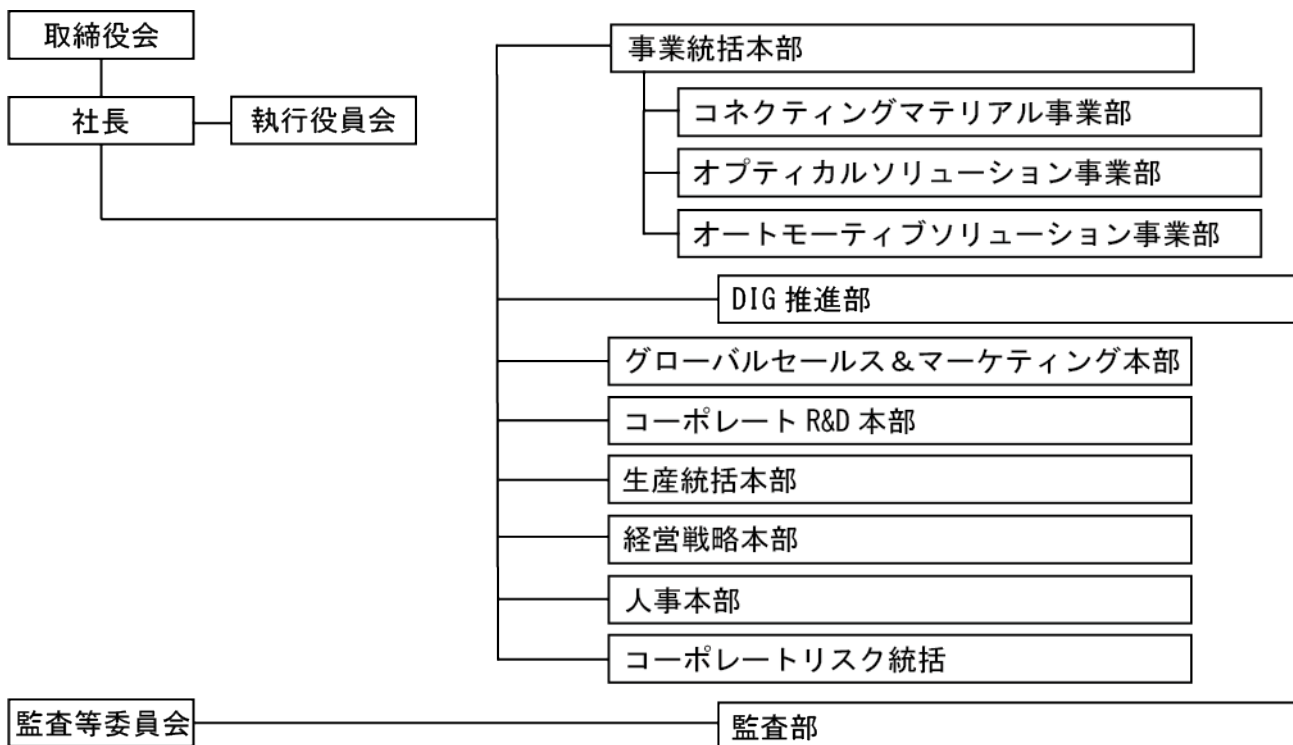 取締役会
社長
執行役員会
事業統括本部
コネクティングマテリアル事業部
オプティカルソリューション事業部
オートモーティブソリューション事業部
DIG 推進部
グローバルセールス＆マーケティング本部
コーポレート R&D 本部
生産統括本部
経営戦略本部
人事本部
コーポレートリスク統括
監査等委員会
監査部